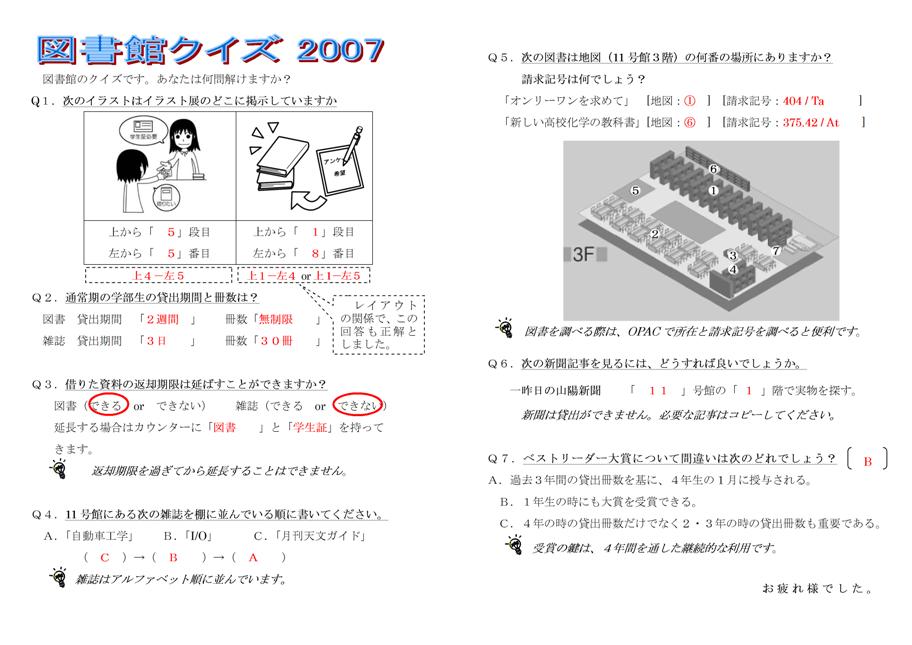 図書館クイズ 2007
図書館のクイズです。あなたは何問解けますか？
Q１．次のイラストはイラスト展のどこに掲示していますか
学生証必要
借りたい
アンケート
希望
上から「 ５」段目
左から「 ５」番目
上から「 １」段目
左から「 ８」番目
上４－左５
上１－左４ or 上１－左５
レイアウトの関係で、この回答も正解としました。
Q２．通常期の学部生の貸出期間と冊数は？
図書 貸出期間 「２週間 」 冊数「無制限 」
雑誌 貸出期間 「３日 」 冊数「３０冊 」
Q３．借りた資料の返却期限は延ばすことができますか？
図書（できる or できない） 雑誌（できる or できない）
延長する場合はカウンターに「図書 」と「学生証」を持って
きます。
返却期限を過ぎてから延長することはできません。
Q４．11 号館にある次の雑誌を棚に並んでいる順に書いてください。
A．「自動車工学」 B．「I/O」 C．「月刊天文ガイド」
（ C ）→（ B ）→（ A ）
雑誌はアルファベット順に並んでいます。
Q５．次の図書は地図（11 号館３階）の何番の場所にありますか？
請求記号は何でしょう？
「オンリーワンを求めて」 [地図：① ] [請求記号：404 / Ta ]
「新しい高校化学の教科書」[地図：⑥ ] [請求記号：375.42 / At ]
⑥
①
⑤
②
⑦
③
④
3F
図書を調べる際は、OPAC で所在と請求記号を調べると便利です。
Q６．次の新聞記事を見るには、どうすれば良いでしょうか。
一昨日の山陽新聞 「 １１ 」号館の「 １ 」階で実物を探す。
新聞は貸出ができません。必要な記事はコピーしてください。
Q７．ベストリーダー大賞について間違いは次のどれでしょう？ （ B ）
A．過去３年間の貸出冊数を基に、４年生の１月に授与される。
B．１年生の時にも大賞を受賞できる。
C．４年の時の貸出冊数だけでなく２・３年の時の貸出冊数も重要である。
受賞の鍵は、４年間を通した継続的な利用です。
お疲れ様でした。